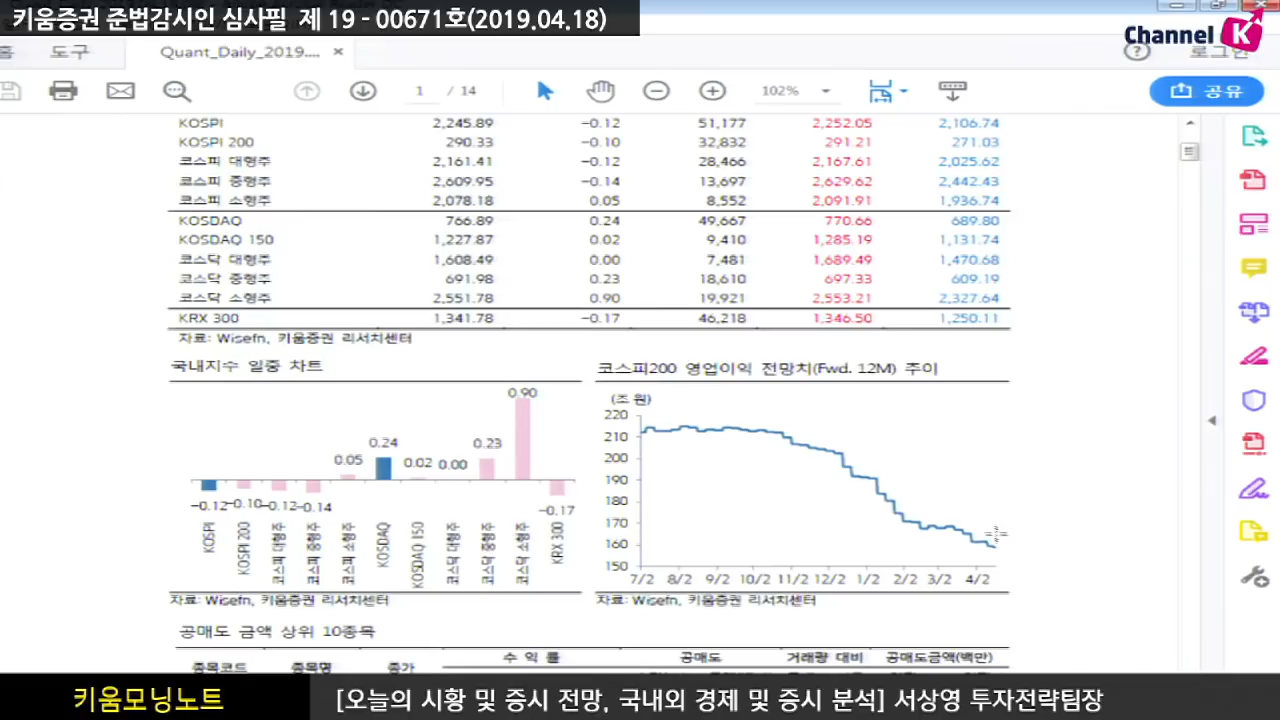 키움증권 준법감시인 심사필 제 19 - 00671호(2019.04.18)
Channel K
도구 Quant_Daily_2019.... × ? 로그인
1 / 14 102% 공유
KOSPI 2,245.89 −0.12 51,177 2,252.05 2,106.74
KOSPI 200 290.33 −0.10 32,832 291.21 271.03
코스피 대형주 2,161.41 −0.12 28,466 2,167.61 2,025.62
코스피 중형주 2,609.95 −0.14 13,697 2,629.62 2,442.43
코스피 소형주 2,078.18 0.05 8,552 2,091.91 1,936.74
KOSDAQ 766.89 0.24 49,667 770.66 689.80
KOSDAQ 150 1,227.87 0.02 9,410 1,285.19 1,131.74
코스닥 대형주 1,608.49 0.00 7,481 1,689.49 1,470.68
코스닥 중형주 691.98 0.23 18,610 697.33 609.19
코스닥 소형주 2,551.78 0.90 19,921 2,553.21 2,327.64
KRX 300 1,341.78 −0.17 46,218 1,346.50 1,250.11
자료: Wisefn, 키움증권 리서치센터
국내지수 일중 차트
−0.12 −0.10 −0.12 −0.14 0.05 0.24 0.02 0.00 0.23 0.90 −0.17
KOSPI KOSPI 200 코스피 대형주 코스피 중형주 코스피 소형주 KOSDAQ KOSDAQ 150 코스닥 대형주 코스닥 중형주 코스닥 소형주 KRX 300
자료: Wisefn, 키움증권 리서치센터
코스피200 영업이익 전망치(Fwd. 12M) 추이
(조 원)
220
210
200
190
180
170
160
150
7/2 8/2 9/2 10/2 11/2 12/2 1/2 2/2 3/2 4/2
자료: Wisefn, 키움증권 리서치센터
공매도 금액 상위 10종목
종목코드 종목명 종가 수 익 률 공매도 거래량 대비 공매도금액(백만)
키움모닝노트
[오늘의 시황 및 증시 전망, 국내외 경제 및 증시 분석] 서상영 투자전략팀장